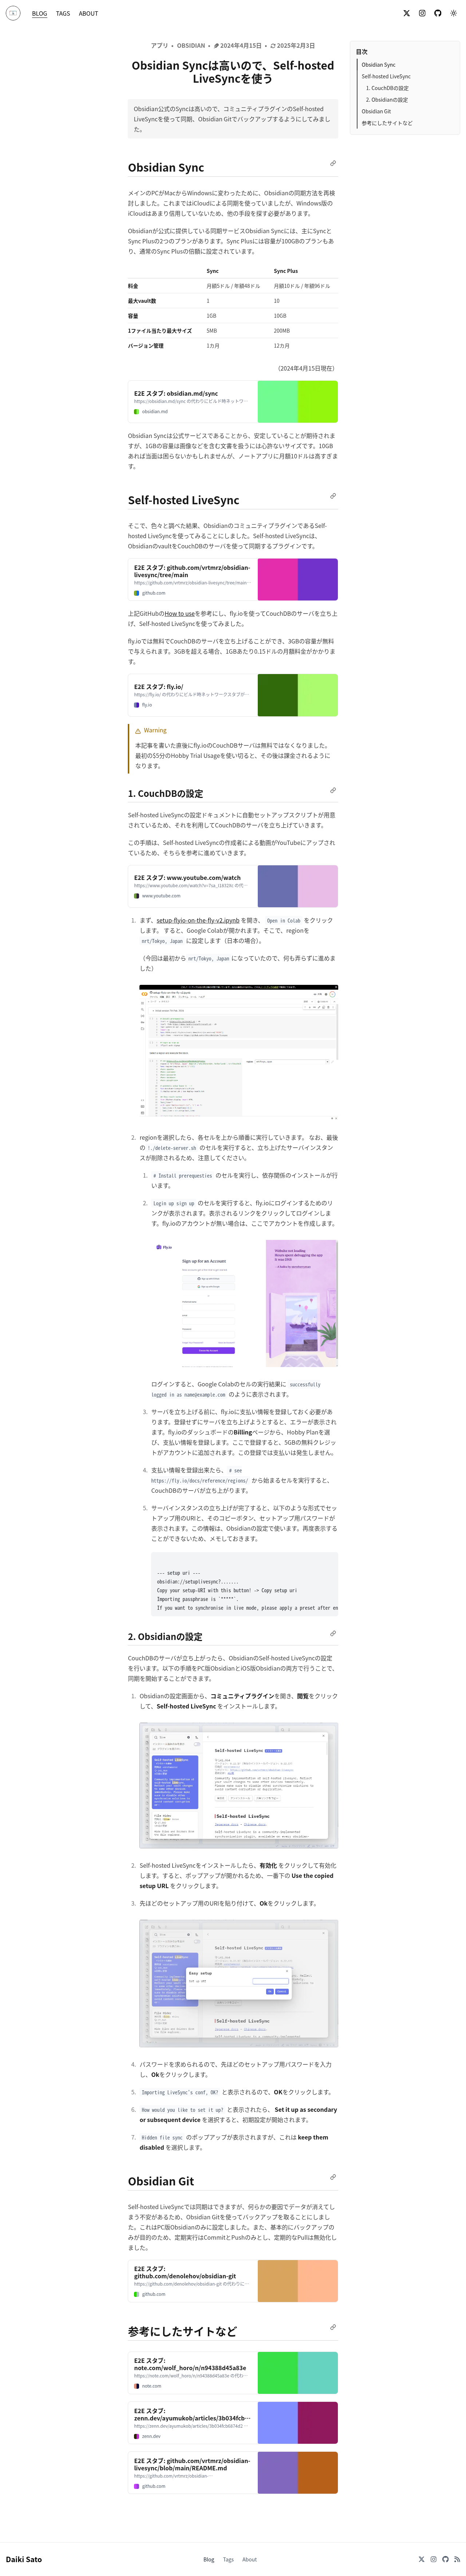 BLOG TAGS ABOUT
アプリ • OBSIDIAN • 2024年4月15日 • 2025年2月3日
Obsidian Syncは高いので、Self-hosted
LiveSyncを使う
目次
Obsidian Sync
Self-hosted LiveSync
1. CouchDBの設定
2. Obsidianの設定
Obsidian Git
参考にしたサイトなど
Obsidian公式のSyncは高いので、コミュニティプラグインのSelf-hosted
LiveSyncを使って同期、Obsidian Gitでバックアップするようにしてみまし
た。
Obsidian Sync
メインのPCがMacからWindowsに変わったために、Obsidianの同期方法を再検
討しました。これまではiCloudによる同期を使っていましたが、Windows版の
iCloudはあまり信用していないため、他の手段を探す必要があります。
Obsidianが公式に提供している同期サービスObsidian Syncには、主にSyncと
Sync Plusの2つのプランがあります。Sync Plusには容量が100GBのプランもあ
り、通常のSync Plusの倍額に設定されています。
Sync Sync Plus
料金 月額5ドル / 年額48ドル 月額10ドル / 年額96ドル
最大vault数 1 10
容量 1GB 10GB
1ファイル当たり最大サイズ 5MB 200MB
バージョン管理 1カ月 12カ月
（2024年4月15日現在）
E2E スタブ: obsidian.md/sync
https://obsidian.md/sync の代わりにビルド時ネットワ…
obsidian.md
Obsidian Syncは公式サービスであることから、安定していることが期待されま
すが、1GBの容量は画像などを含む文書を扱うには心許ないサイズです。10GB
あれば当面は困らないかもしれませんが、ノートアプリに月額10ドルは高すぎま
す。
Self-hosted LiveSync
そこで、色々と調べた結果、ObsidianのコミュニティプラグインであるSelf-
hosted LiveSyncを使ってみることにしました。Self-hosted LiveSyncは、
ObsidianのvaultをCouchDBのサーバを使って同期するプラグインです。
E2E スタブ: github.com/vrtmrz/obsidian-
livesync/tree/main
https://github.com/vrtmrz/obsidian-livesync/tree/main…
github.com
上記GitHubのHow to useを参考にし、fly.ioを使ってCouchDBのサーバを立ち上
げ、Self-hosted LiveSyncを使ってみました。
fly.ioでは無料でCouchDBのサーバを立ち上げることができ、3GBの容量が無料
で与えられます。3GBを超える場合、1GBあたり0.15ドルの月額料金がかかりま
す。
E2E スタブ: fly.io/
https://fly.io/ の代わりにビルド時ネットワークスタブが…
fly.io
Warning
本記事を書いた直後にfly.ioのCouchDBサーバは無料ではなくなりました。
最初の$5分のHobby Trial Usageを使い切ると、その後は課金されるように
なります。
1. CouchDBの設定
Self-hosted LiveSyncの設定ドキュメントに自動セットアップスクリプトが用意
されているため、それを利用してCouchDBのサーバを立ち上げていきます。
この手順は、Self-hosted LiveSyncの作成者による動画がYouTubeにアップされ
ているため、そちらを参考に進めていきます。
E2E スタブ: www.youtube.com/watch
www.youtube.com
1. まず、setup-flyio-on-the-fly-v2.ipynb を開き、 Open in Colab をクリック
します。すると、Google Colabが開かれます。そこで、regionを
nrt/Tokyo, Japan に設定します（日本の場合）。
（今回は最初から nrt/Tokyo, Japan になっていたので、何も弄らずに進めま
した）
2. regionを選択したら、各セルを上から順番に実行していきます。 なお、最後
の !./delete-server.sh のセルを実行すると、立ち上げたサーバインスタン
スが削除されるため、注意してください。
1. # Install prerequesties のセルを実行し、依存関係のインストールが行
います。
2. Login up sign up のセルを実行すると、fly.ioにログインするためのリ
ンクが表示されます。表示されるリンクをクリックしてログインしま
す。fly.ioのアカウントが無い場合は、ここでアカウントを作成します。
Fly.io
Sign up for an Account
ログインすると、Google Colabのセルの実行結果に successfully
logged in as name@example.com のように表示されます。
3. サーバを立ち上げる前に、fly.ioに支払い情報を登録しておく必要があり
ます。登録せずにサーバを立ち上げようとすると、エラーが表示され
ます。fly.ioのダッシュボードのBillingページから、Hobby Planを選
び、支払い情報を登録します。ここで登録すると、5GBの無料クレジッ
トがアカウントに追加されます。この登録では支払いは発生しません。
4. 支払い情報を登録出来たら、 # see
https://fly.io/docs/reference/regions/ から始まるセルを実行すると、
CouchDBのサーバが立ち上がります。
5. サーバインスタンスの立ち上げが完了すると、以下のような形式でセッ
トアップ用のURIと、そのコピーボタン、セットアップ用パスワードが
表示されます。この情報は、Obsidianの設定で使います。再度表示する
ことができないため、メモしておきます。
--- setup uri ---
obsidian://setuplivesync?.......
Copy your setup-URI with this button! -> Copy setup uri
Importing passphrase is '*****'.
If you want to synchronise in live mode, please apply a preset after en
2. Obsidianの設定
CouchDBのサーバが立ち上がったら、ObsidianのSelf-hosted LiveSyncの設定
を行います。以下の手順をPC版ObsidianとiOS版Obsidianの両方で行うことで、
同期を開始することができます。
1. Obsidianの設定画面から、コミュニティプラグインを開き、閲覧をクリック
して、Self-hosted LiveSync をインストールします。
Self-hosted LiveSync
2. Self-hosted LiveSyncをインストールしたら、有効化 をクリックして有効化
します。すると、ポップアップが開かれるため、一番下の Use the copied
setup URL をクリックします。
3. 先ほどのセットアップ用のURIを貼り付けて、Okをクリックします。
Easy setup
4. パスワードを求められるので、先ほどのセットアップ用パスワードを入力
し、Okをクリックします。
5. Importing LiveSync's conf, OK? と表示されるので、OKをクリックします。
6. How would you like to set it up? と表示されたら、Set it up as secondary
or subsequent device を選択すると、初期設定が開始されます。
7. Hidden file sync のポップアップが表示されますが、これは keep them
disabled を選択します。
Obsidian Git
Self-hosted LiveSyncでは同期はできますが、何らかの要因でデータが消えてし
まう不安があるため、Obsidian Gitを使ってバックアップを取ることにしまし
た。これはPC版Obsidianのみに設定しました。また、基本的にバックアップの
みが目的のため、定期実行はCommitとPushのみとし、定期的なPullは無効化し
ました。
E2E スタブ:
github.com/denolehov/obsidian-git
https://github.com/denolehov/obsidian-git の代わりに…
github.com
参考にしたサイトなど
E2E スタブ:
note.com/wolf_horo/n/n94388d45a83e
https://note.com/wolf_horo/n/n94388d45a83e の代わ…
note.com
E2E スタブ:
zenn.dev/ayumukob/articles/3b034fcb…
zenn.dev
E2E スタブ: github.com/vrtmrz/obsidian-
livesync/blob/main/README.md
https://github.com/vrtmrz/obsidian-…
github.com
Daiki Sato Blog Tags About